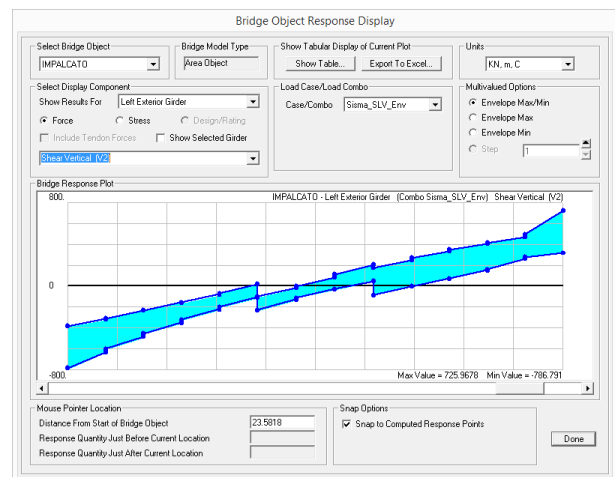 Bridge Object Response Display
Select Bridge Object
IMPALCATO
Bridge Model Type
Area Object
Show Tabular Display of Current Plot
Show Table...
Export To Excel...
Units
KN, m, C
Select Display Component
Show Results For
Left Exterior Girder
Force
Stress
Design/Rating
Include Tendon Forces
Show Selected Girder
Shear Vertical (V2)
Load Case/Load Combo
Case/Combo
Sisma_SLV_Env
Multivalued Options
Envelope Max/Min
Envelope Max
Envelope Min
Step
1
Bridge Response Plot
800.
IMPALCATO - Left Exterior Girder (Combo Sisma_SLV_Env) Shear Vertical (V2)
0
-800.
Max Value = 725.9678 Min Value = -786.791
Mouse Pointer Location
Distance From Start of Bridge Object
23.5818
Response Quantity Just Before Current Location
Response Quantity Just After Current Location
Snap Options
Snap to Computed Response Points
Done